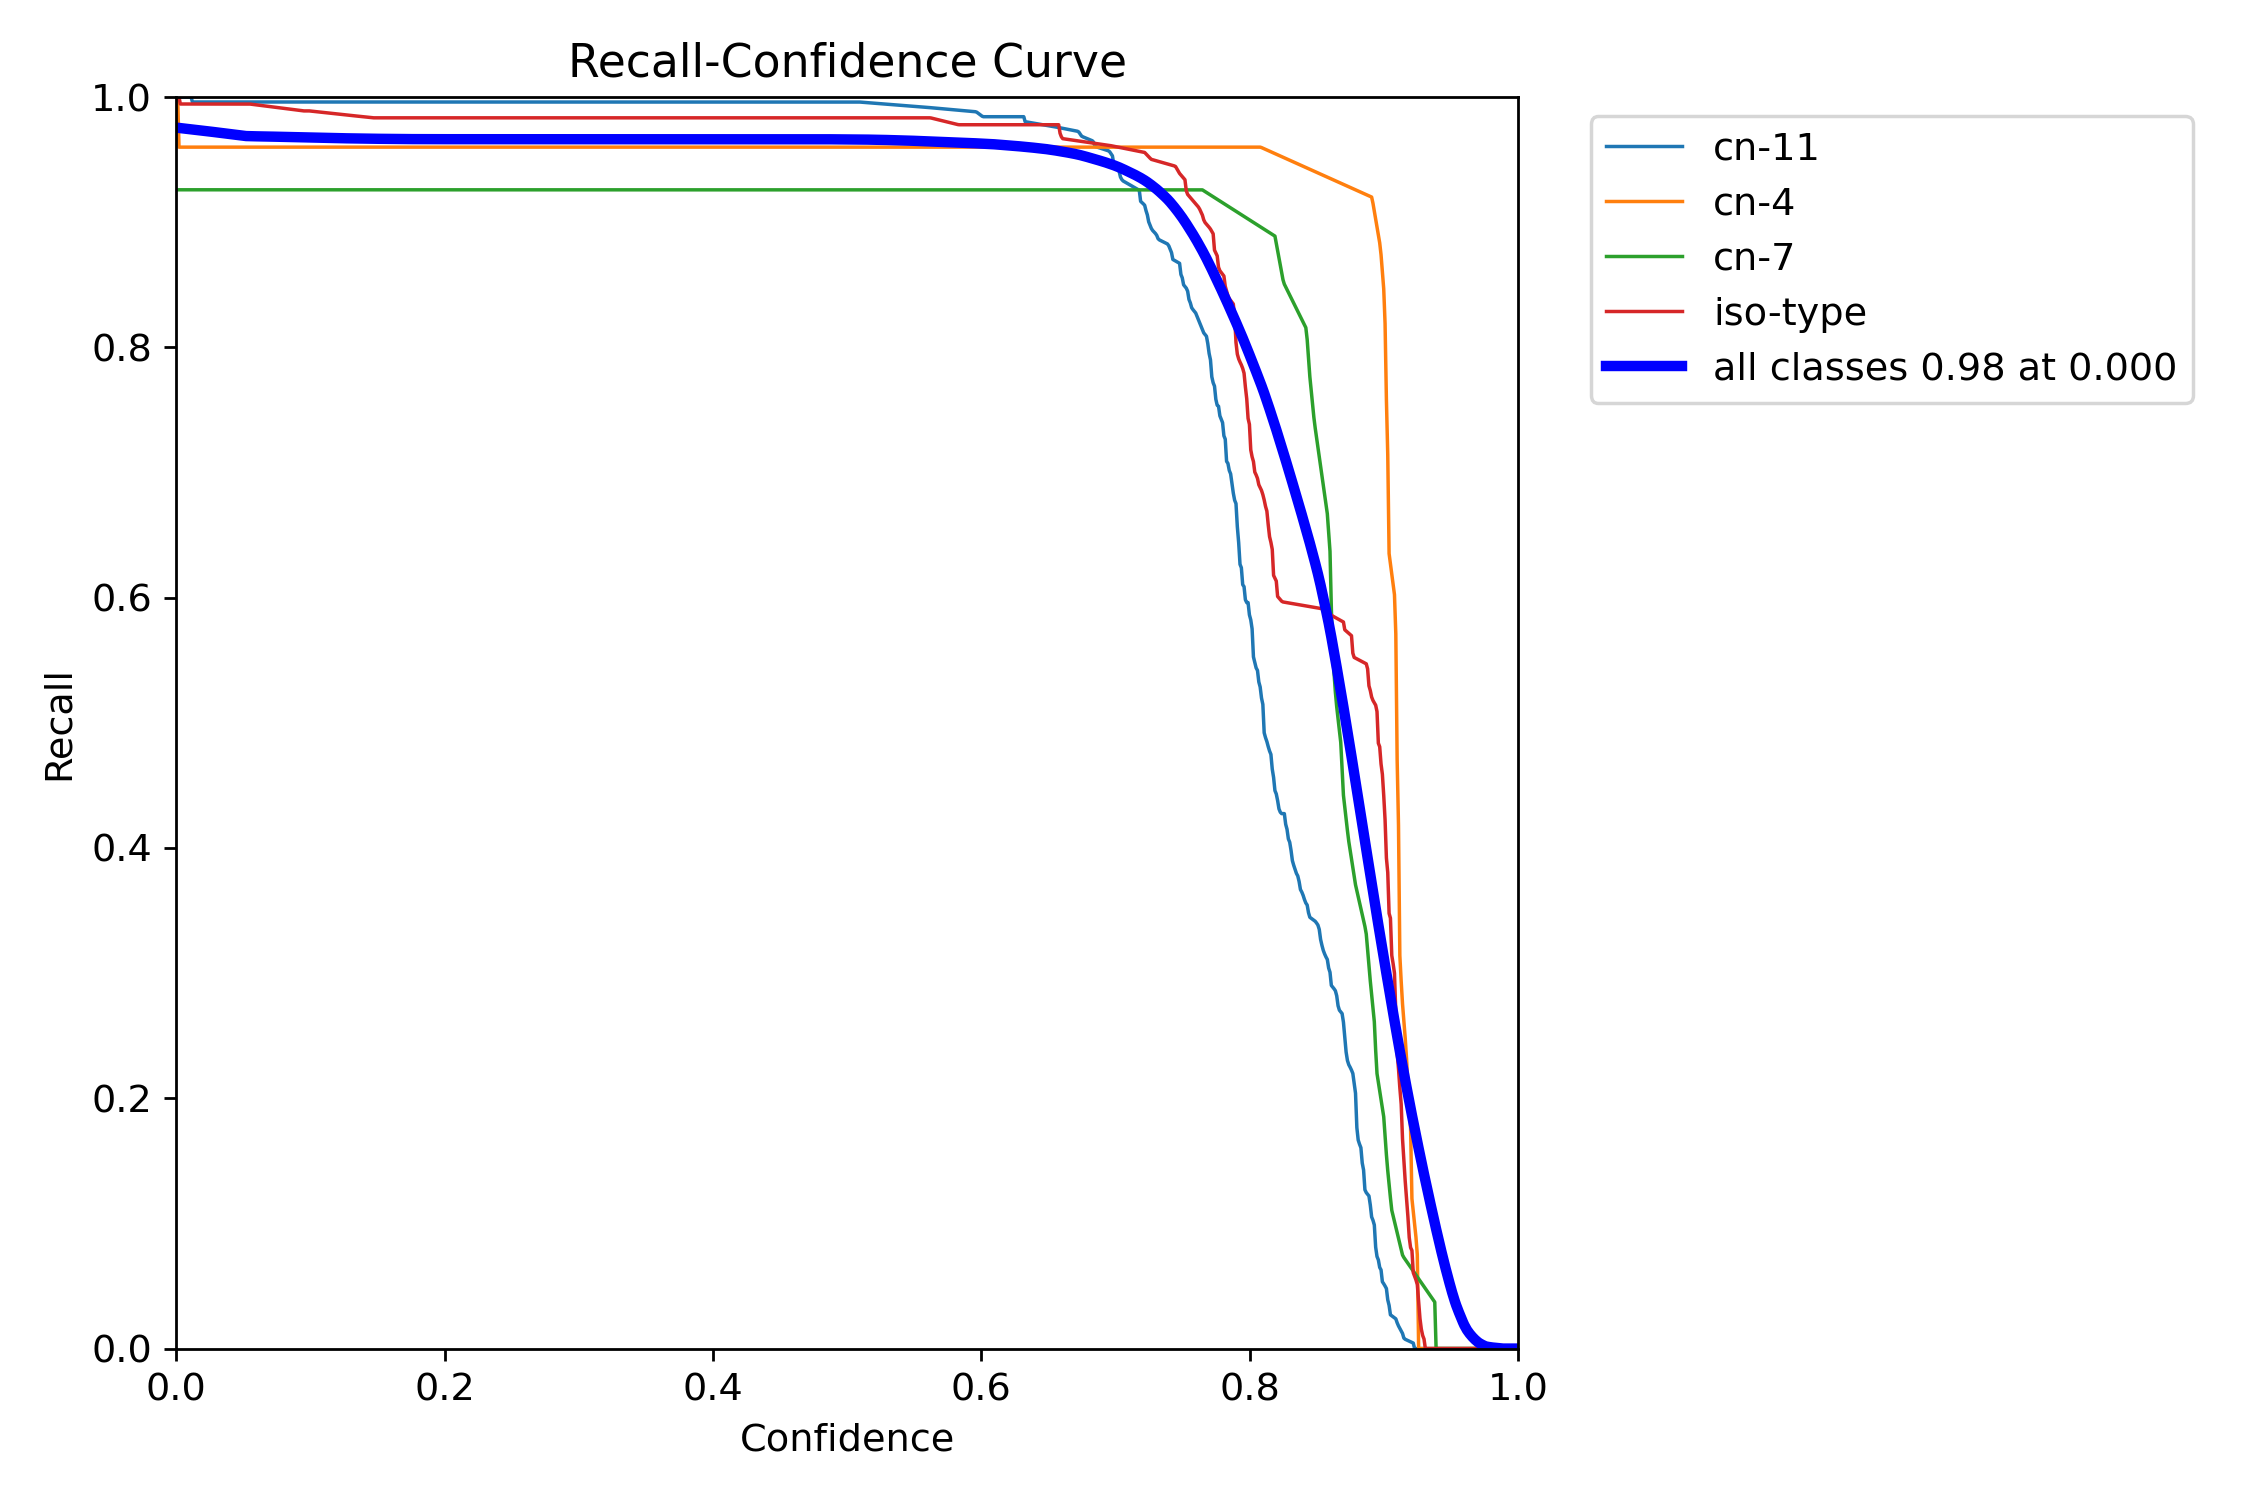 Recall-Confidence Curve
1.0
0.8
0.6
0.4
0.2
0.0
Recall
0.0 0.2 0.4 0.6 0.8 1.0
Confidence
cn-11
cn-4
cn-7
iso-type
all classes 0.98 at 0.000